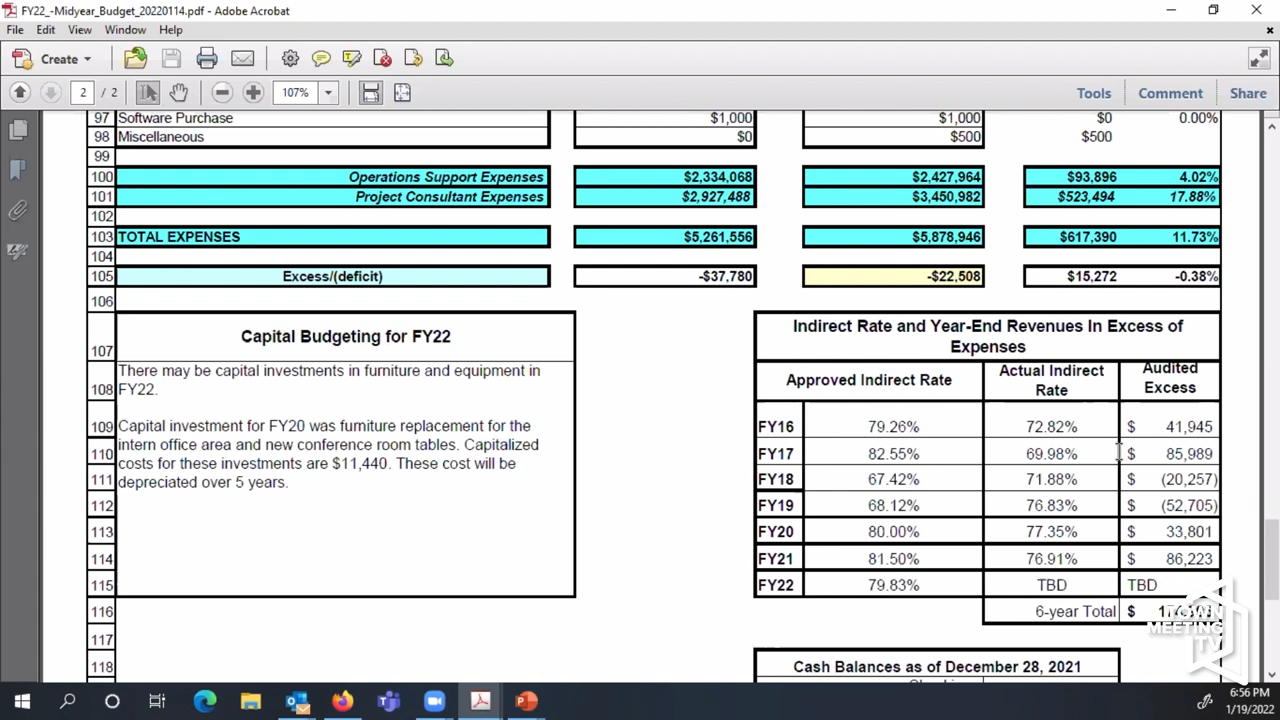 FY22_-Midyear_Budget_20220114.pdf - Adobe Acrobat
File Edit View Window Help
Create
2 / 2 107% Tools Comment Share
97 Software Purchase $1,000 $1,000 $0 0.00%
98 Miscellaneous $0 $500 $500
99
100 Operations Support Expenses $2,334,068 $2,427,964 $93,896 4.02%
101 Project Consultant Expenses $2,927,488 $3,450,982 $523,494 17.88%
102
103 TOTAL EXPENSES $5,261,556 $5,878,946 $617,390 11.73%
104
105 Excess/(deficit) -$37,780 -$22,508 $15,272 -0.38%
106
107
108
109
110
111
112
113
114
115
116
117
118
Capital Budgeting for FY22
There may be capital investments in furniture and equipment in
FY22.
Capital investment for FY20 was furniture replacement for the
intern office area and new conference room tables. Capitalized
costs for these investments are $11,440. These cost will be
depreciated over 5 years.
Indirect Rate and Year-End Revenues In Excess of
Expenses
Approved Indirect Rate Actual Indirect Rate Audited Excess
FY16 79.26% 72.82% $ 41,945
FY17 82.55% 69.98% $ 85,989
FY18 67.42% 71.88% $ (20,257)
FY19 68.12% 76.83% $ (52,705)
FY20 80.00% 77.35% $ 33,801
FY21 81.50% 76.91% $ 86,223
FY22 79.83% TBD TBD
6-year Total $
Cash Balances as of December 28, 2021
TOWN
MEETING
TV
6:56 PM
1/19/2022